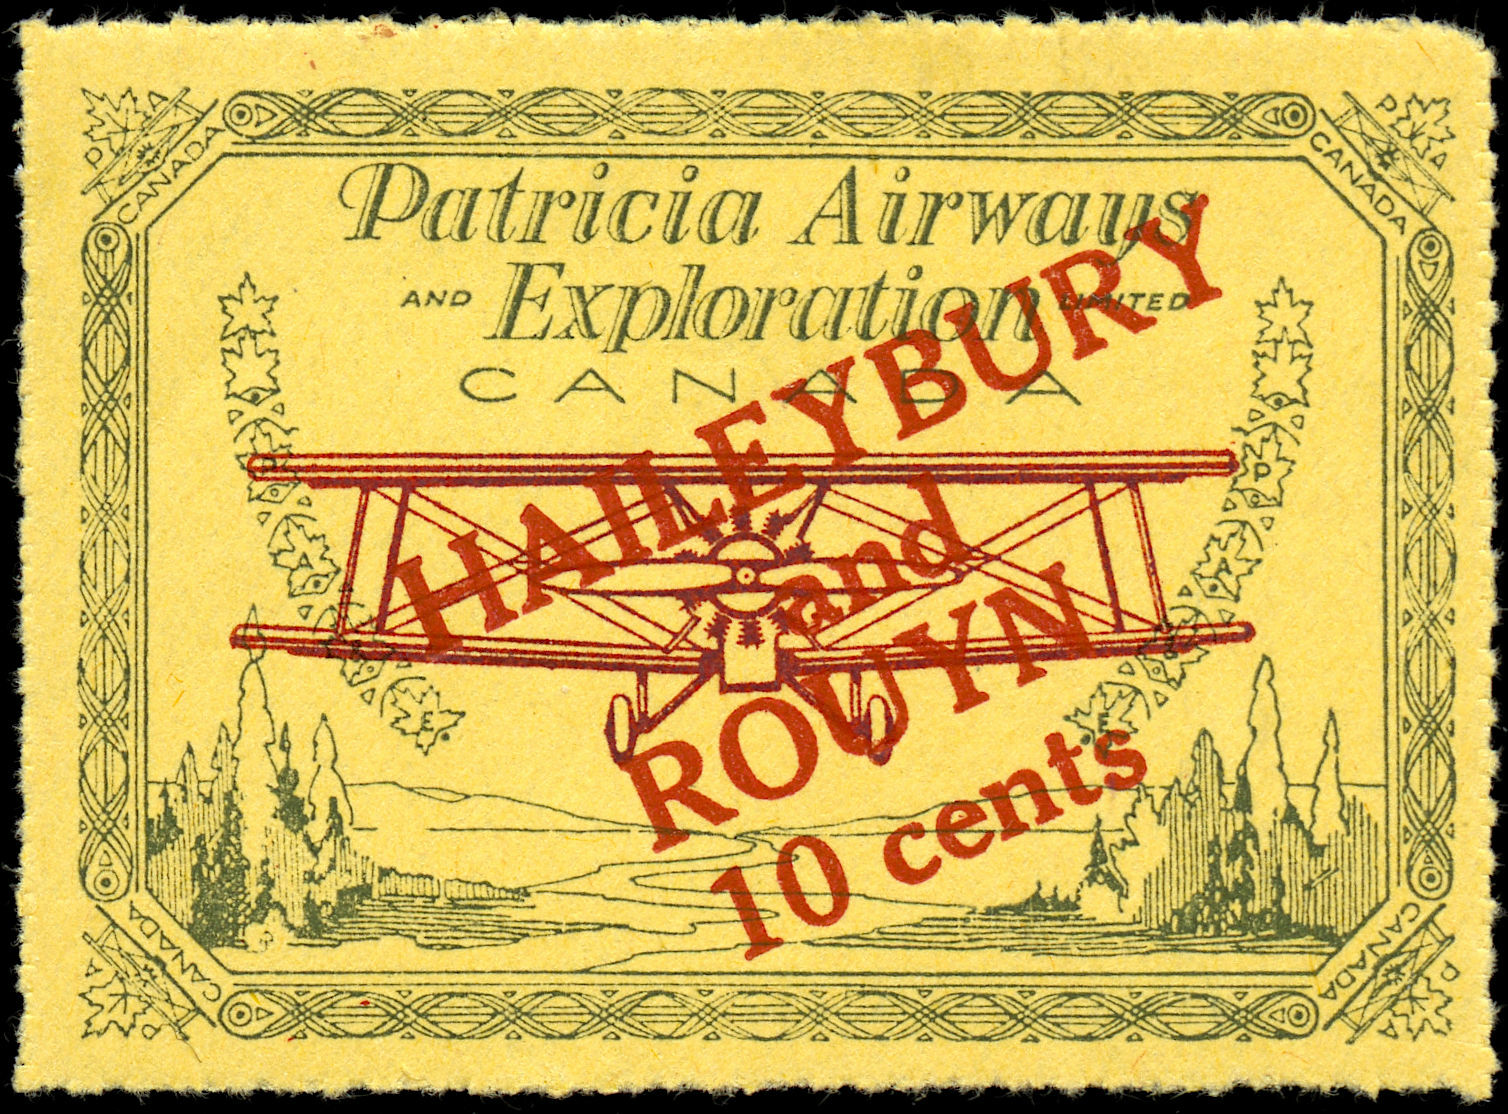 P A
CANADA
P A
CANADA
Patricia Airways
AND Exploration LIMITED
CANADA
HAILEYBURY
and
ROUYN
10 cents
P. A. & E.
P. A. & E.
P A
CANADA
P A
CANADA